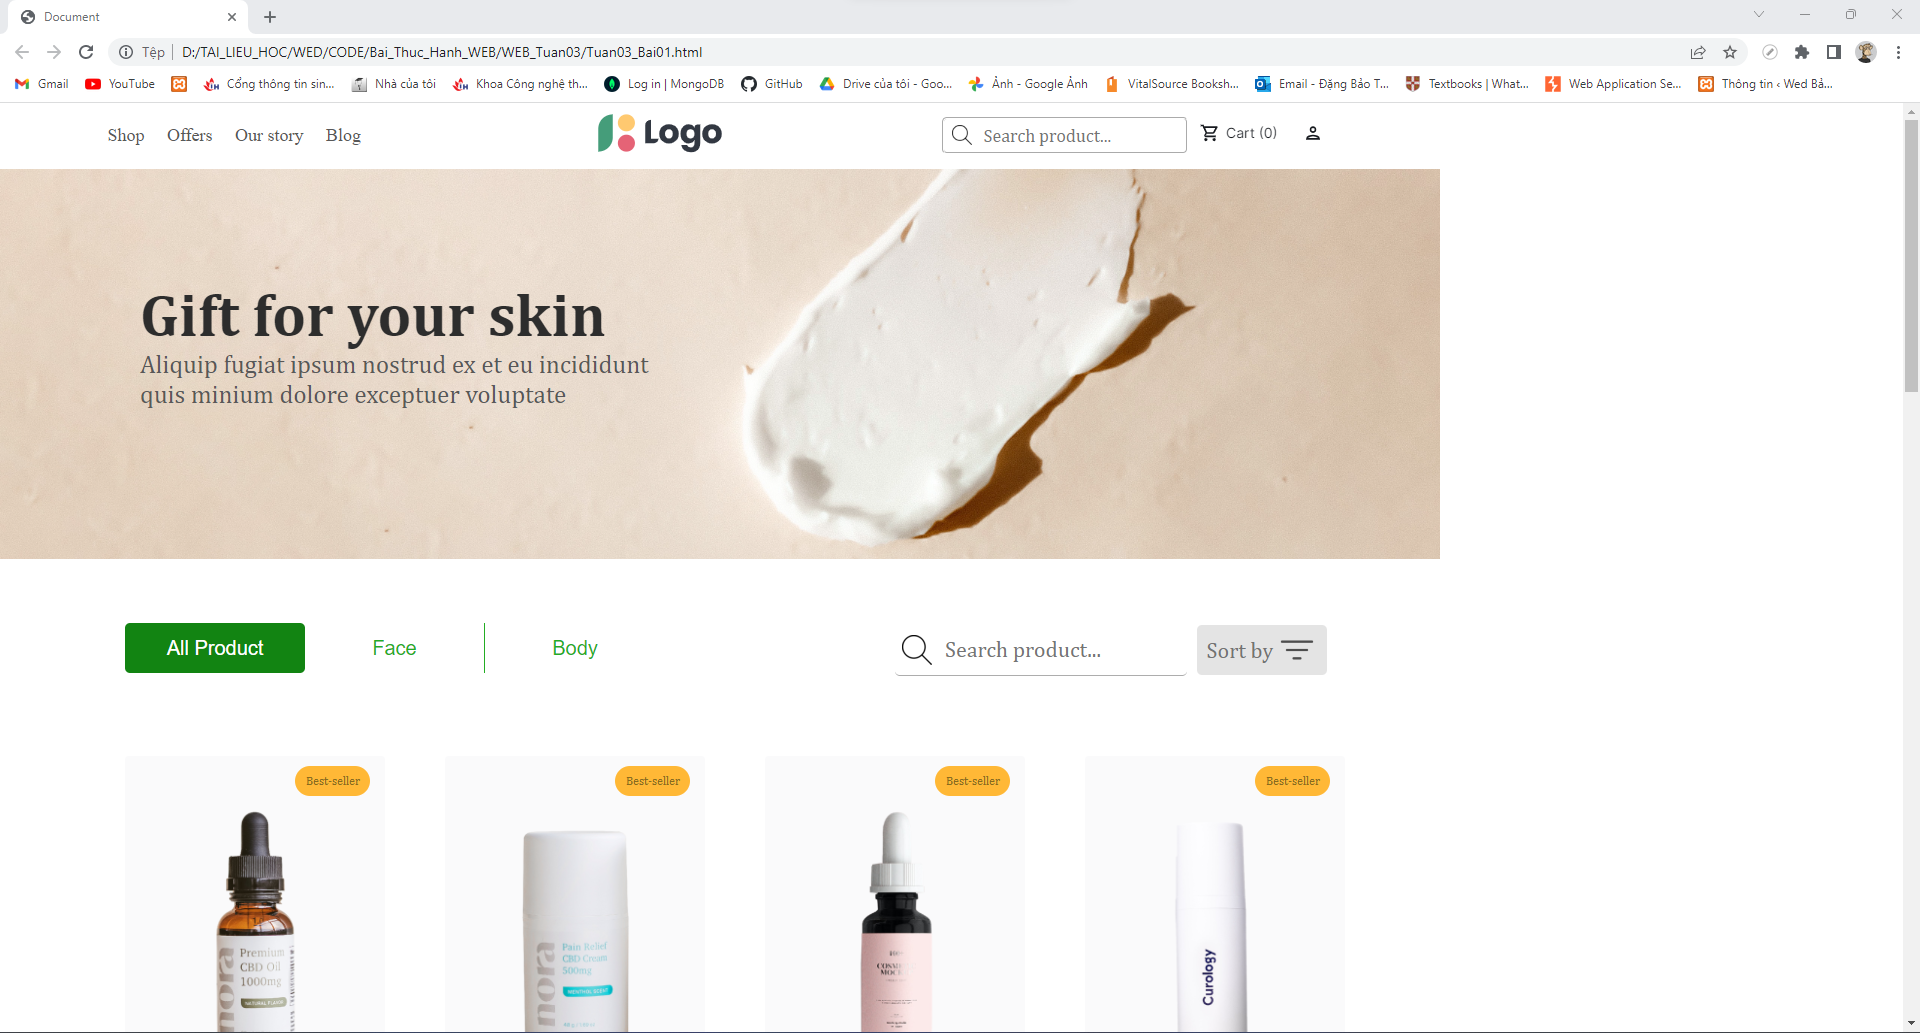 Document
Tệp D:/TAI_LIEU_HOC/WED/CODE/Bai_Thuc_Hanh_WEB/WEB_Tuan03/Tuan03_Bai01.html
Gmail YouTube Cổng thông tin sin... Nhà của tôi Khoa Công nghệ th... Log in | MongoDB GitHub Drive của tôi - Goo... Ảnh - Google Ảnh VitalSource Booksh... Email - Đặng Bảo T... Textbooks | What... Web Application Se... Thông tin ‹ Wed Bả...
Shop Offers Our story Blog Logo Search product... Cart (0)
Gift for your skin
Aliquip fugiat ipsum nostrud ex et eu incididunt
quis minium dolore exceptuer voluptate
All Product Face Body Search product... Sort by
Best-seller Best-seller Best-seller Best-seller
nora
Premium
CBD Oil
1000mg
NATURAL FLAVOR
nora
Pain Relief
CBD Cream
500mg
MENTHOL SCENT
Curology